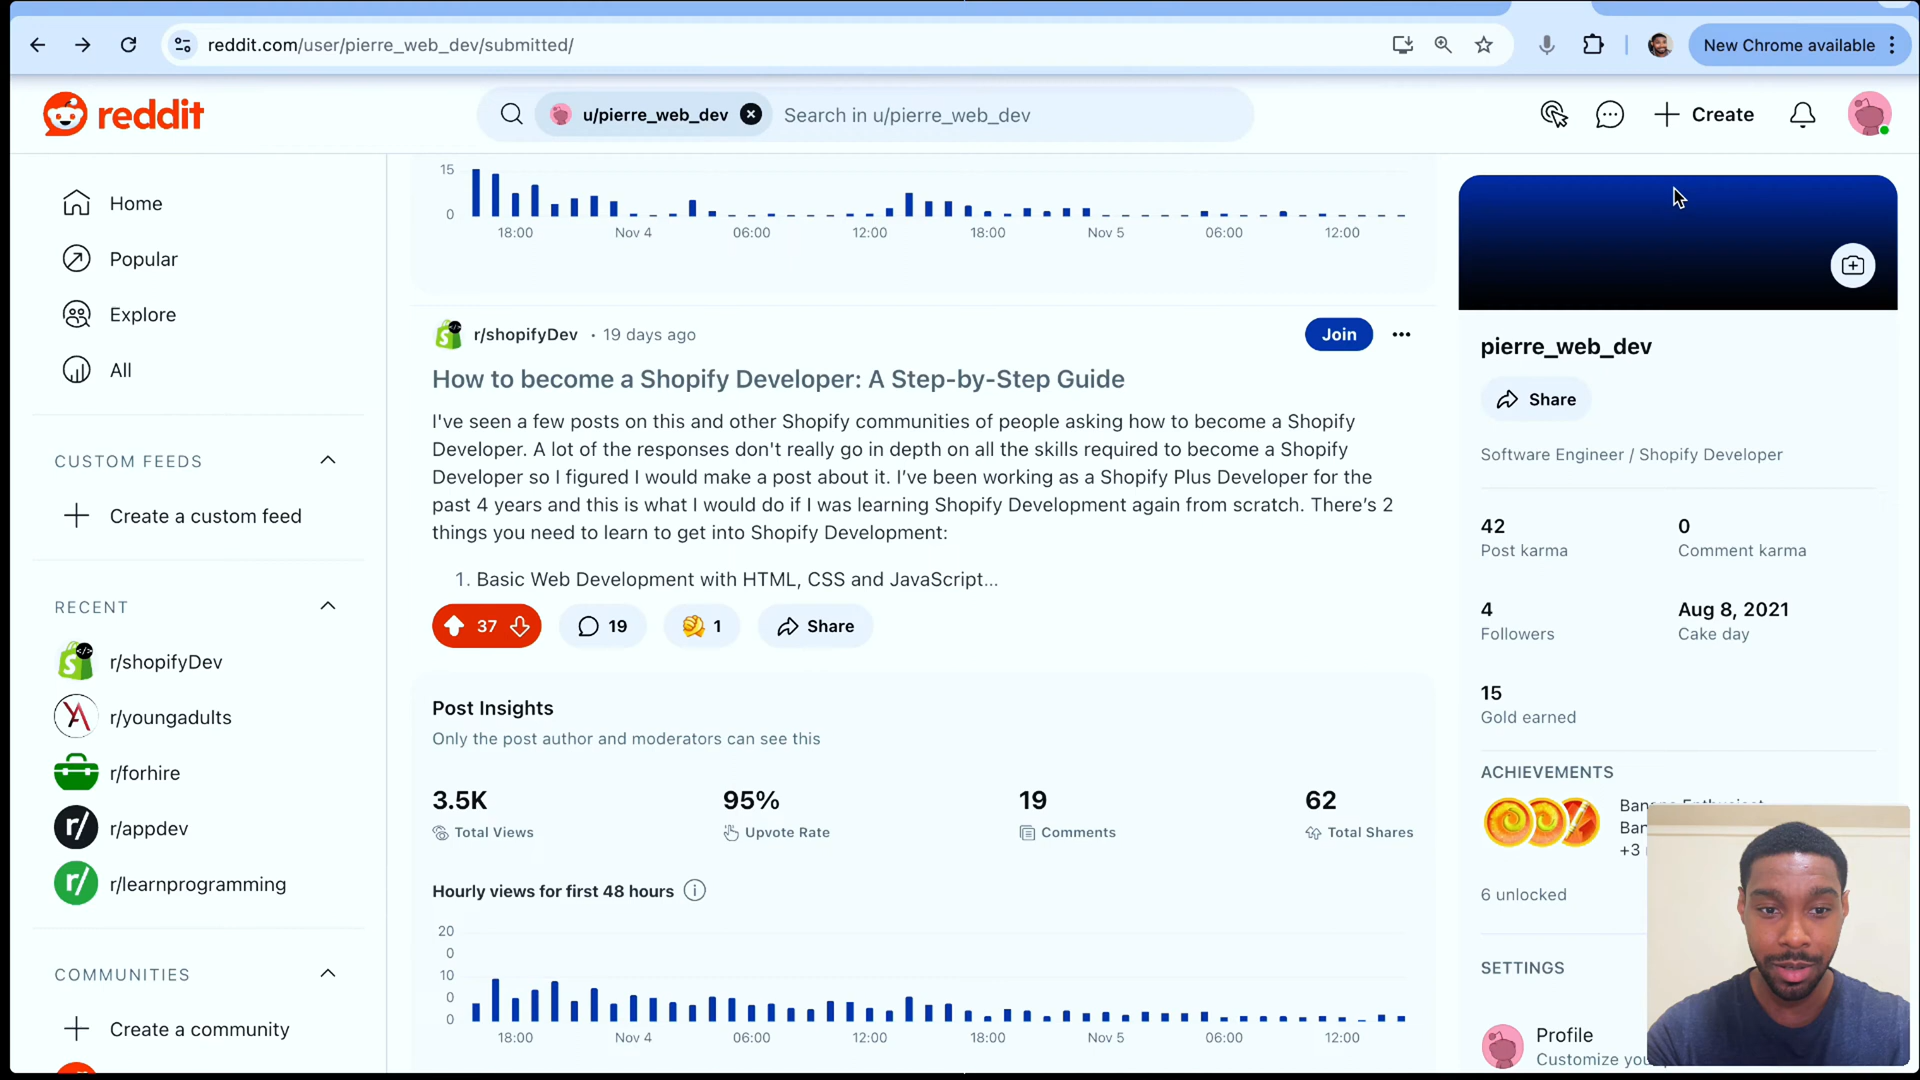 reddit.com/user/pierre_web_dev/submitted/
New Chrome available
reddit
u/pierre_web_dev
Search in u/pierre_web_dev
Create
Home
Popular
Explore
All
CUSTOM FEEDS
Create a custom feed
RECENT
r/shopifyDev
r/youngadults
r/forhire
r/appdev
r/learnprogramming
COMMUNITIES
Create a community
15
0
18:00
Nov 4
06:00
12:00
18:00
Nov 5
06:00
12:00
r/shopifyDev • 19 days ago
Join
How to become a Shopify Developer: A Step-by-Step Guide
I've seen a few posts on this and other Shopify communities of people asking how to become a Shopify
Developer. A lot of the responses don't really go in depth on all the skills required to become a Shopify
Developer so I figured I would make a post about it. I’ve been working as a Shopify Plus Developer for the
past 4 years and this is what I would do if I was learning Shopify Development again from scratch. There’s 2
things you need to learn to get into Shopify Development:
1. Basic Web Development with HTML, CSS and JavaScript...
37
19
1
Share
Post Insights
Only the post author and moderators can see this
3.5K
Total Views
95%
Upvote Rate
19
Comments
62
Total Shares
Hourly views for first 48 hours
20
0
10
0
0
18:00
Nov 4
06:00
12:00
18:00
Nov 5
06:00
12:00
pierre_web_dev
Share
Software Engineer / Shopify Developer
42
Post karma
0
Comment karma
4
Followers
Aug 8, 2021
Cake day
15
Gold earned
ACHIEVEMENTS
+3
6 unlocked
SETTINGS
Profile
Customize